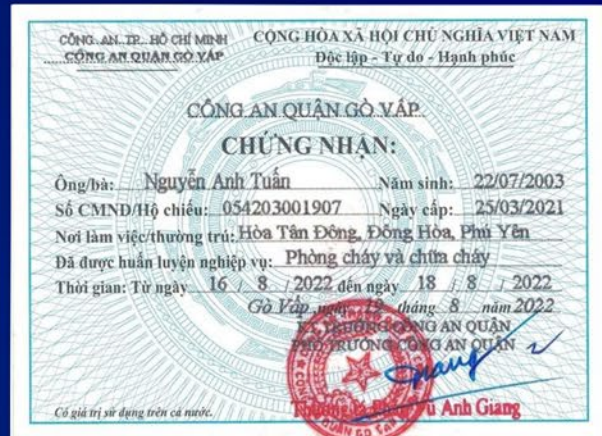 CÔNG AN TP. HỒ CHÍ MINH
CÔNG AN QUẬN GÒ VẤP
CỘNG HÒA XÃ HỘI CHỦ NGHĨA VIỆT NAM
Độc lập - Tự do - Hạnh phúc
CÔNG AN QUẬN GÒ VẤP
CHỨNG NHẬN:
Ông/bà: Nguyễn Anh Tuấn Năm sinh: 22/07/2003
Số CMND/Hộ chiếu: 054203001907 Ngày cấp: 25/03/2021
Nơi làm việc/thường trú: Hòa Tân Đông, Đông Hòa, Phú Yên
Đã được huấn luyện nghiệp vụ: Phòng cháy và chữa cháy
Thời gian: Từ ngày 16 / 8 / 2022 đến ngày 18 / 8 / 2022
Gò Vấp, ngày 19 tháng 8 năm 2022
KT. TRƯỞNG CÔNG AN QUẬN
PHÓ TRƯỞNG CÔNG AN QUẬN
Vũ Anh Giang
Có giá trị sử dụng trên cả nước.